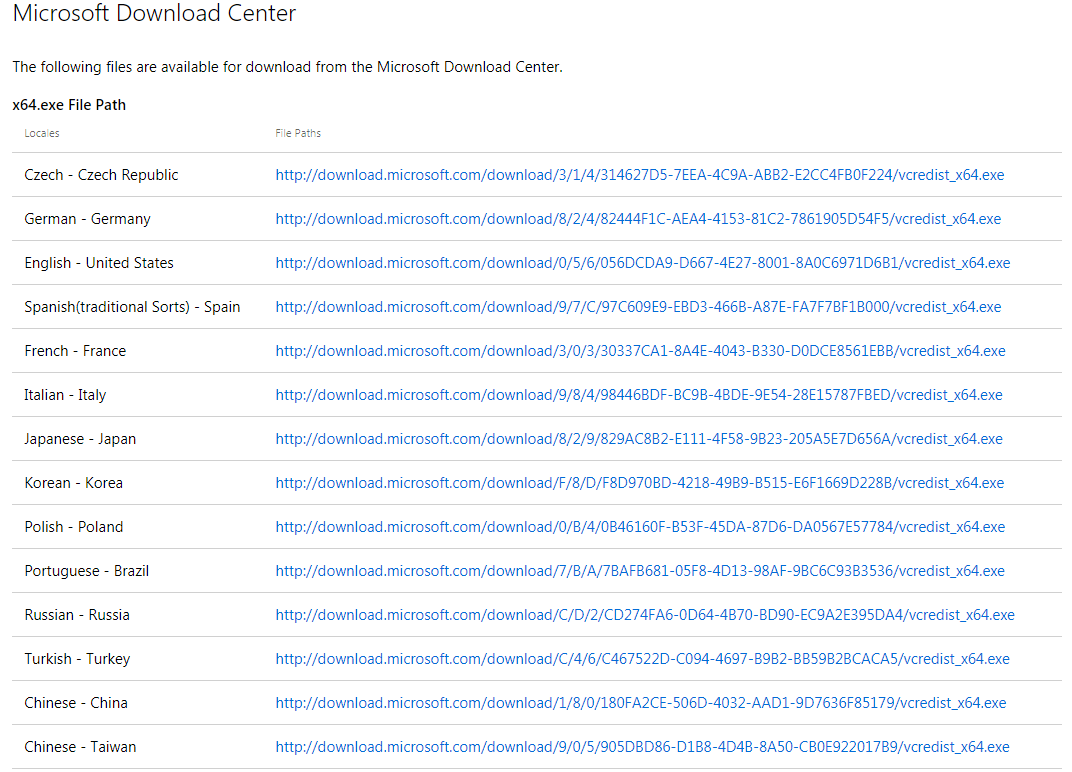 Microsoft Download Center
The following files are available for download from the Microsoft Download Center.
x64.exe File Path
Locales File Paths
Czech - Czech Republic http://download.microsoft.com/download/3/1/4/314627D5-7EEA-4C9A-ABB2-E2CC4FB0F224/vcredist_x64.exe
German - Germany http://download.microsoft.com/download/8/2/4/82444F1C-AEA4-4153-81C2-7861905D54F5/vcredist_x64.exe
English - United States http://download.microsoft.com/download/0/5/6/056DCDA9-D667-4E27-8001-8A0C6971D6B1/vcredist_x64.exe
Spanish(traditional Sorts) - Spain http://download.microsoft.com/download/9/7/C/97C609E9-EBD3-466B-A87E-FA7F7BF1B000/vcredist_x64.exe
French - France http://download.microsoft.com/download/3/0/3/30337CA1-8A4E-4043-B330-D0DCE8561EBB/vcredist_x64.exe
Italian - Italy http://download.microsoft.com/download/9/8/4/98446BDF-BC9B-4BDE-9E54-28E15787FBED/vcredist_x64.exe
Japanese - Japan http://download.microsoft.com/download/8/2/9/829AC8B2-E111-4F58-9B23-205A5E7D656A/vcredist_x64.exe
Korean - Korea http://download.microsoft.com/download/F/8/D/F8D970BD-4218-49B9-B515-E6F1669D228B/vcredist_x64.exe
Polish - Poland http://download.microsoft.com/download/0/B/4/0B46160F-B53F-45DA-87D6-DA0567E57784/vcredist_x64.exe
Portuguese - Brazil http://download.microsoft.com/download/7/B/A/7BAFB681-05F8-4D13-98AF-9BC6C93B3536/vcredist_x64.exe
Russian - Russia http://download.microsoft.com/download/C/D/2/CD274FA6-0D64-4B70-BD90-EC9A2E395DA4/vcredist_x64.exe
Turkish - Turkey http://download.microsoft.com/download/C/4/6/C467522D-C094-4697-B9B2-BB59B2BCACA5/vcredist_x64.exe
Chinese - China http://download.microsoft.com/download/1/8/0/180FA2CE-506D-4032-AAD1-9D7636F85179/vcredist_x64.exe
Chinese - Taiwan http://download.microsoft.com/download/9/0/5/905DBD86-D1B8-4D4B-8A50-CB0E922017B9/vcredist_x64.exe